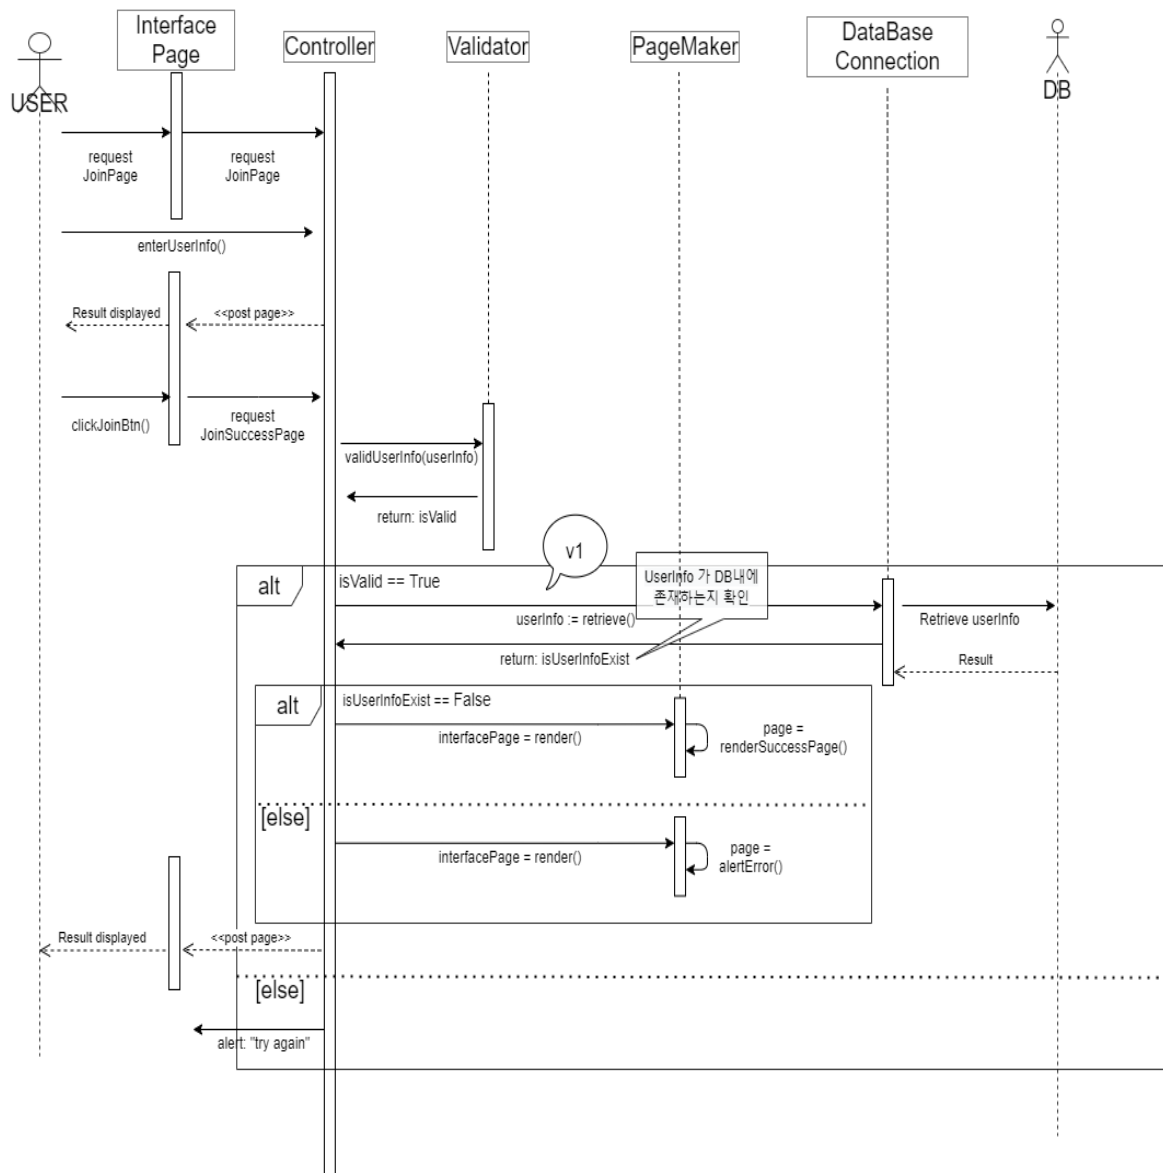 Interface
Page
Controller
Validator
PageMaker
DataBase
Connection
USER
DB
request
JoinPage
request
JoinPage
enterUserInfo()
Result displayed
<<post page>>
clickJoinBtn()
request
JoinSuccessPage
validUserInfo(userInfo)
return: isValid
v1
alt
isValid == True
UserInfo 가 DB내에
존재하는지 확인
userInfo := retrieve()
Retrieve userInfo
return: isUserInfoExist
Result
alt
isUserInfoExist == False
interfacePage = render()
page =
renderSuccessPage()
[else]
interfacePage = render()
page =
alertError()
Result displayed
<<post page>>
[else]
alert: "try again"